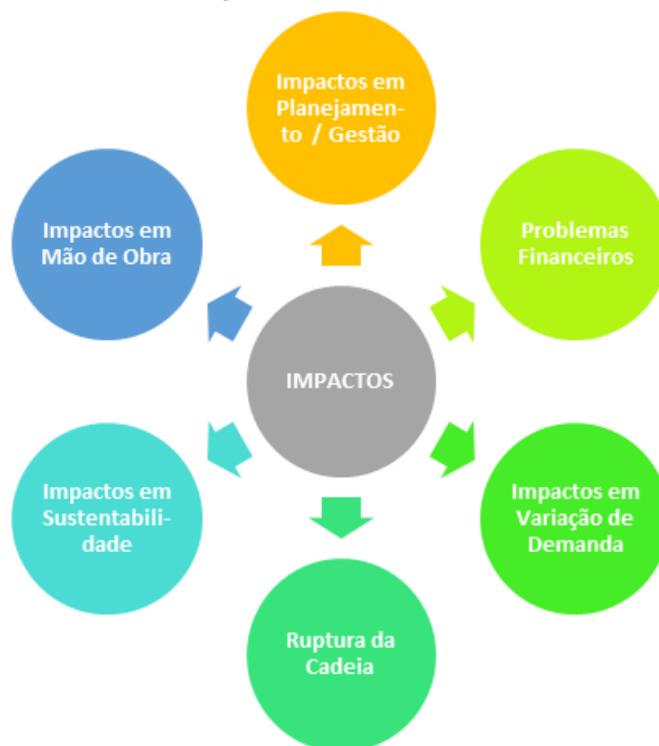 Impactos em
Planejamen-
to / Gestão
Impactos em
Mão de Obra
Problemas
Financeiros
IMPACTOS
Impactos em
Sustentabili-
dade
Impactos em
Variação de
Demanda
Ruptura da
Cadeia